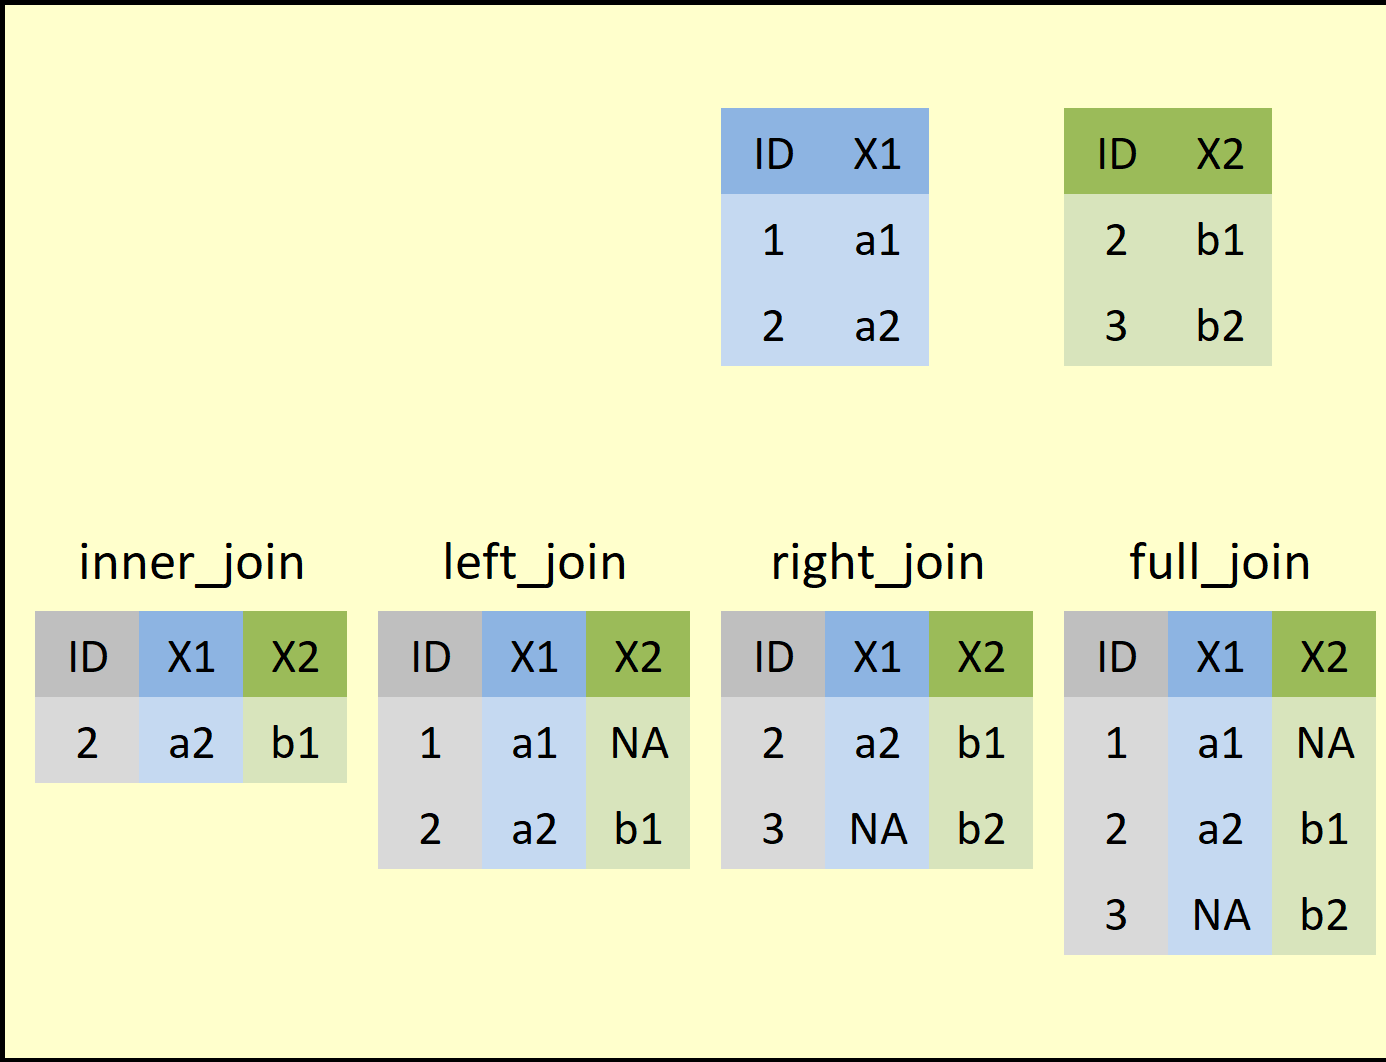 ID X1 ID X2
1 a1 2 b1
2 a2 3 b2
inner_join left_join right_join full_join
ID X1 X2 ID X1 X2 ID X1 X2 ID X1 X2
2 a2 b1 1 a1 NA 2 a2 b1 1 a1 NA
2 a2 b1 3 NA b2 2 a2 b1
3 NA b2